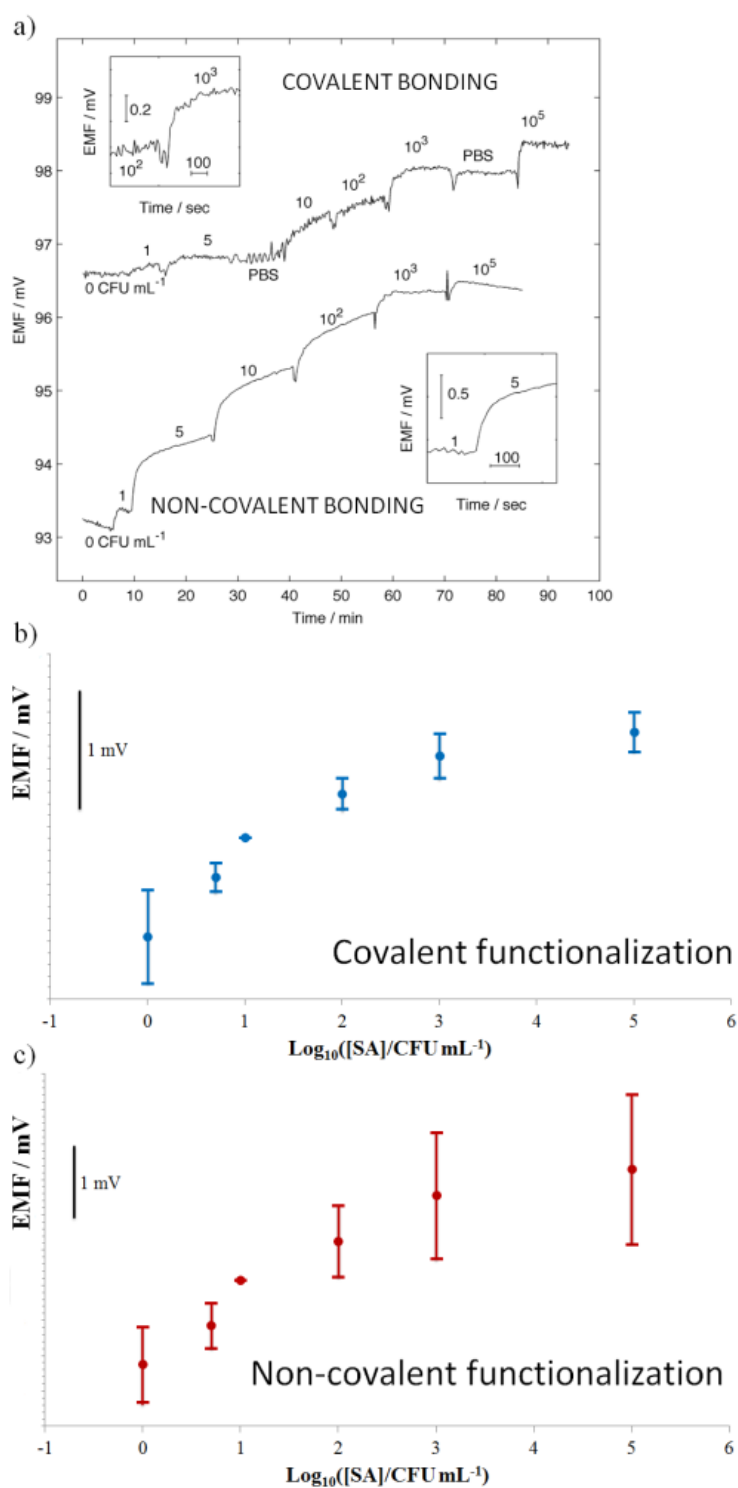 a)
COVALENT BONDING
EMF / mV
99
98
97
96
95
94
93
0 10 20 30 40 50 60 70 80 90 100
Time / min
10³
0.2
10²
100
EMF / mV
Time / sec
0 CFU mL⁻¹
1
5
PBS
10
10²
10³
PBS
10⁵
0 CFU mL⁻¹
1
5
10
10²
10³
10⁵
NON-COVALENT BONDING
5
0.5
1
100
EMF / mV
Time / sec
b)
EMF / mV
1 mV
Covalent functionalization
-1 0 1 2 3 4 5 6
Log₁₀([SA]/CFU mL⁻¹)
c)
EMF / mV
1 mV
Non-covalent functionalization
-1 0 1 2 3 4 5 6
Log₁₀([SA]/CFU mL⁻¹)